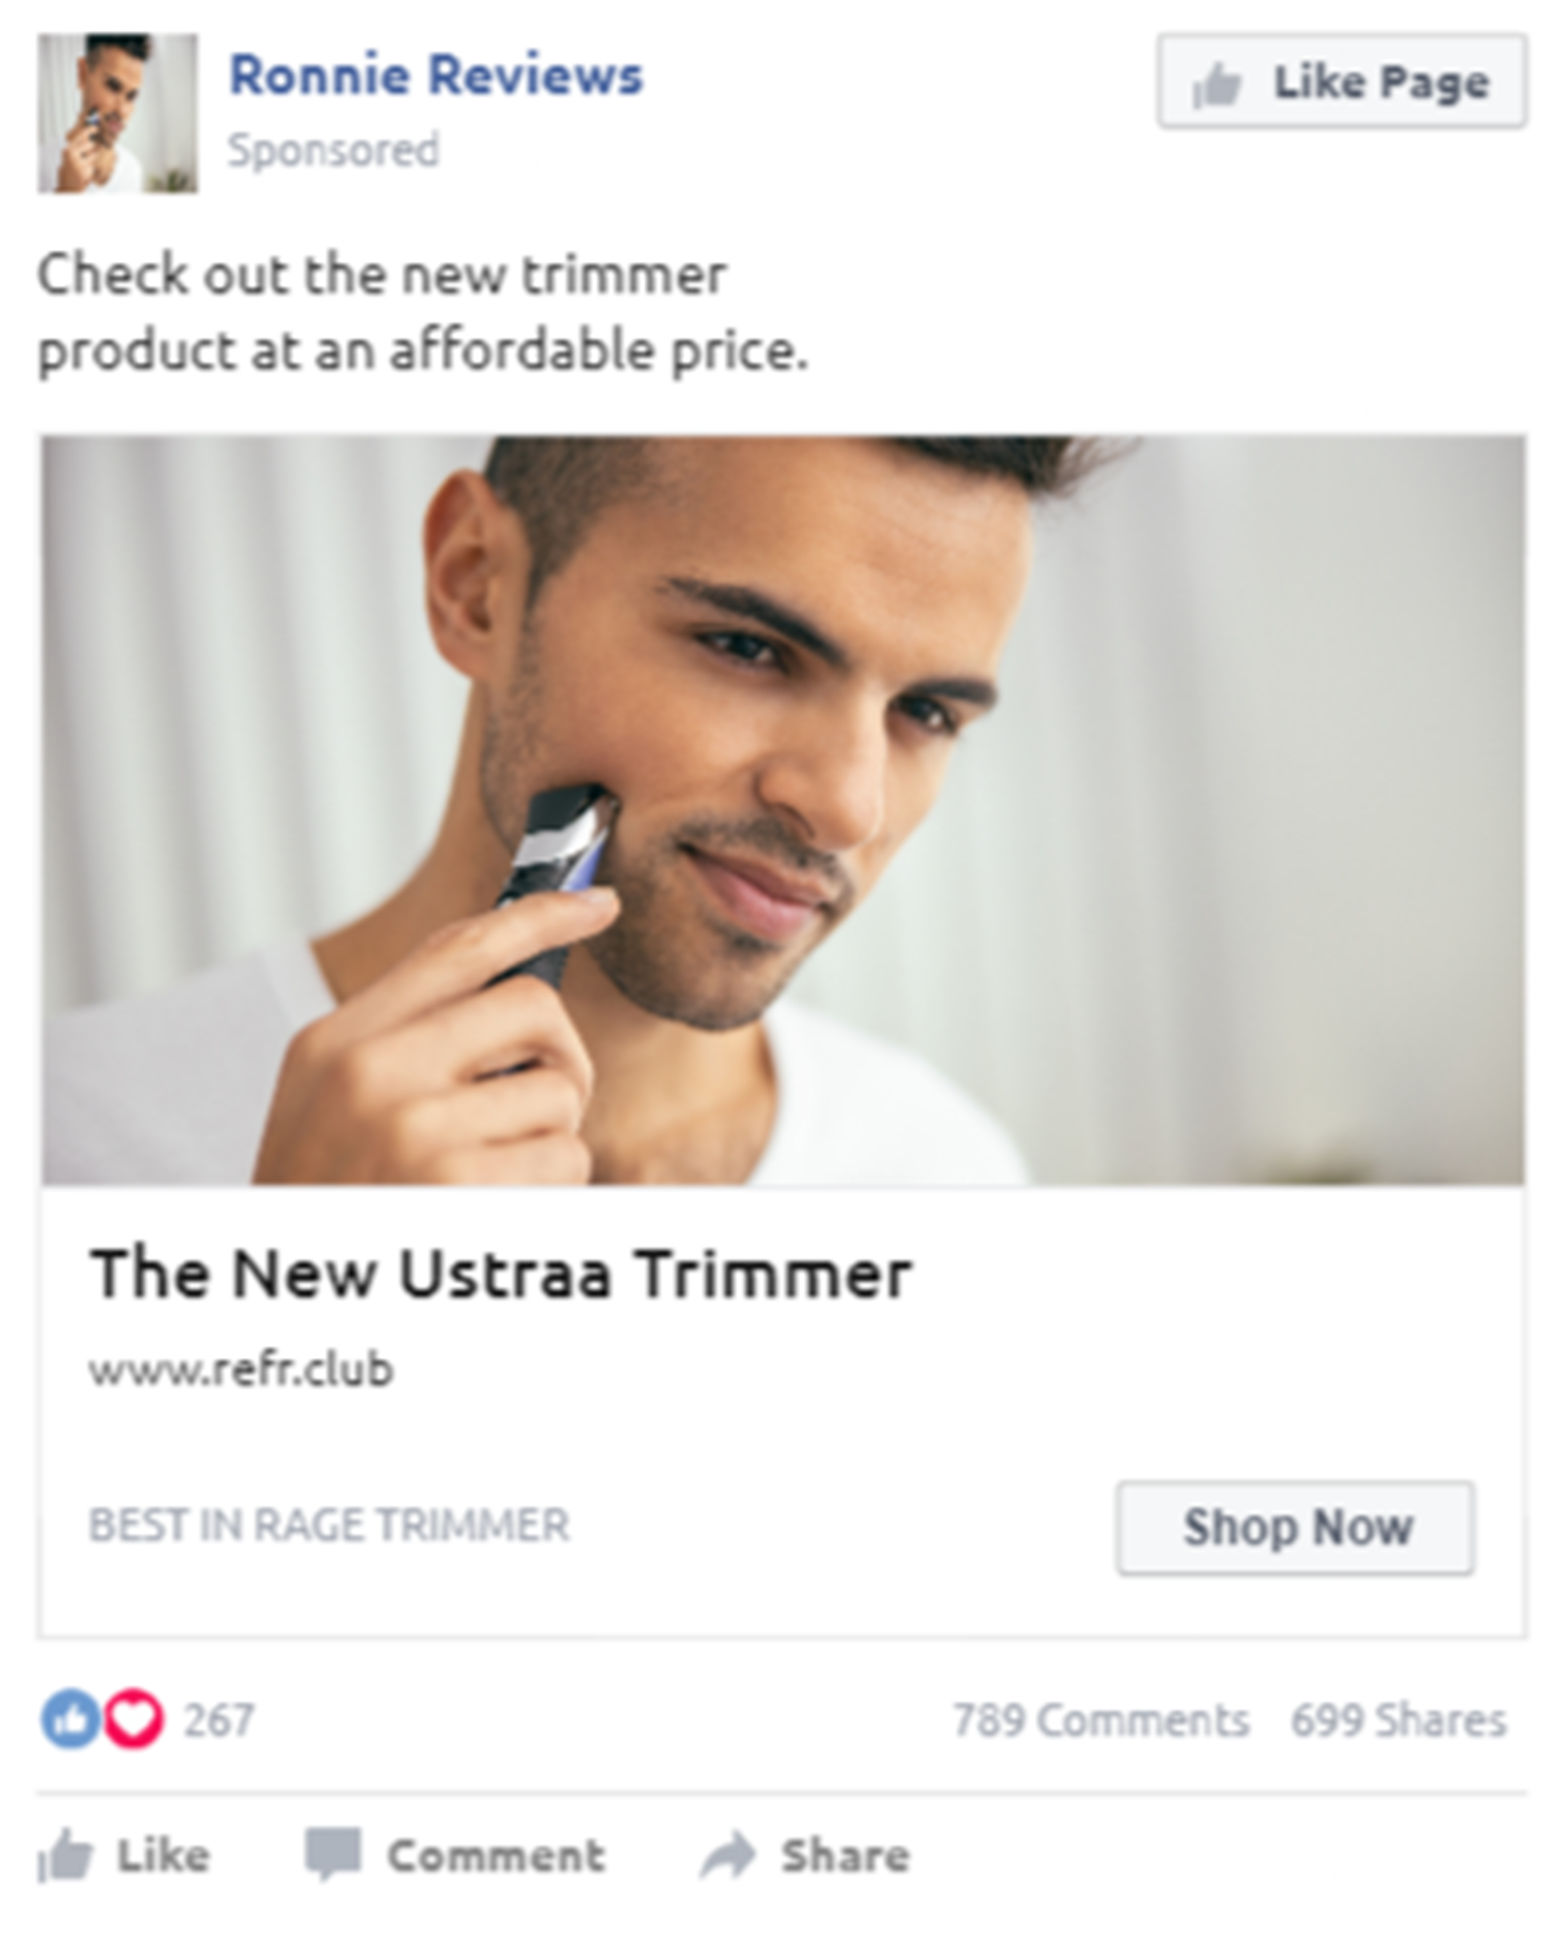 Ronnie Reviews
Like Page
Sponsored
Check out the new trimmer
product at an affordable price.
The New Ustraa Trimmer
www.refr.club
BEST IN RAGE TRIMMER
Shop Now
267
789 Comments 699 Shares
Like Comment Share